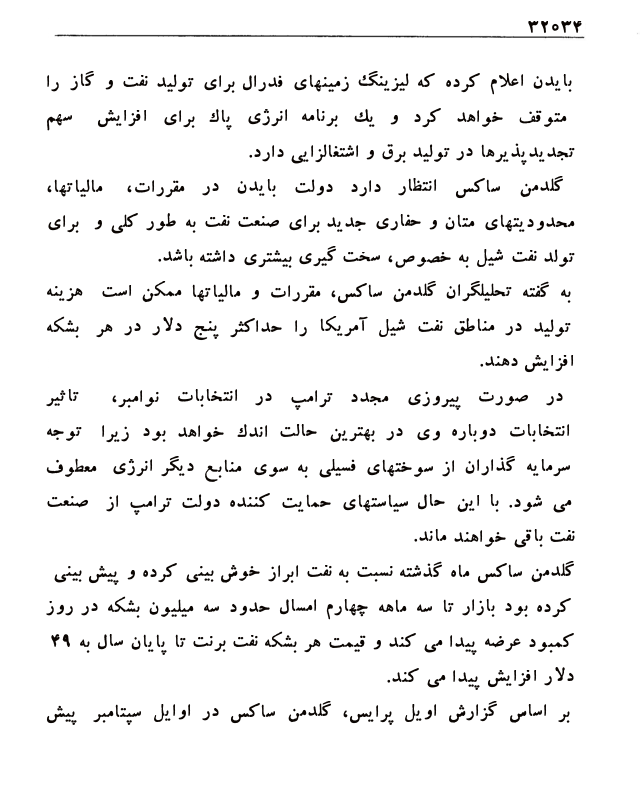 ۳۲۰۳۴
بایدن اعلام کرده که لیزینگ زمینهای فدرال برای تولید نفت و گاز را
متوقف خواهد کرد و یک برنامه انرژی پاک برای افزایش سهم
تجدیدپذیرها در تولید برق و اشتغالزایی دارد.
گلدمن ساکس انتظار دارد دولت بایدن در مقررات، مالیاتها،
محدودیتهای متان و حفاری جدید برای صنعت نفت به طور کلی و برای
تولد نفت شیل به خصوص، سخت گیری بیشتری داشته باشد.
به گفته تحلیلگران گلدمن ساکس، مقررات و مالیاتها ممکن است هزینه
تولید در مناطق نفت شیل آمریکا را حداکثر پنج دلار در هر بشکه
افزایش دهند.
در صورت پیروزی مجدد ترامپ در انتخابات نوامبر، تاثیر
انتخابات دوباره وی در بهترین حالت اندک خواهد بود زیرا توجه
سرمایه گذاران از سوختهای فسیلی به سوی منابع دیگر انرژی معطوف
می شود. با این حال سیاستهای حمایت کننده دولت ترامپ از صنعت
نفت باقی خواهند ماند.
گلدمن ساکس ماه گذشته نسبت به نفت ابراز خوش بینی کرده و پیش بینی
کرده بود بازار تا سه ماهه چهارم امسال حدود سه میلیون بشکه در روز
کمبود عرضه پیدا می کند و قیمت هر بشکه نفت برنت تا پایان سال به ۴۹
دلار افزایش پیدا می کند.
بر اساس گزارش اویل پرایس، گلدمن ساکس در اوایل سپتامبر پیش